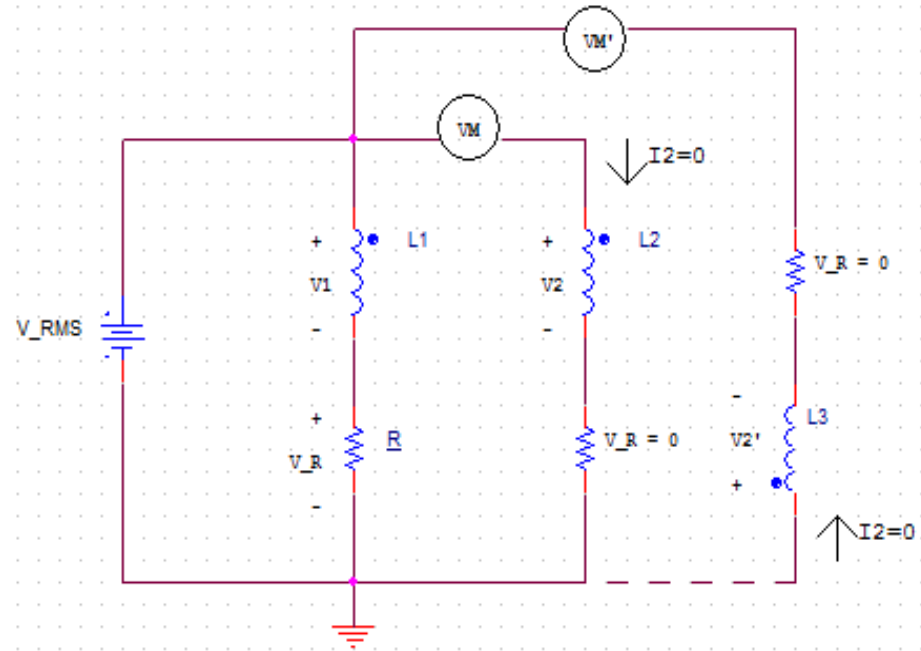 VM'
VM
I2=0
+ L1 + L2
V_R = 0
V1 V2
- -
V_RMS
-
+ R V_R = 0 V2' L3
V_R
+
-
I2=0